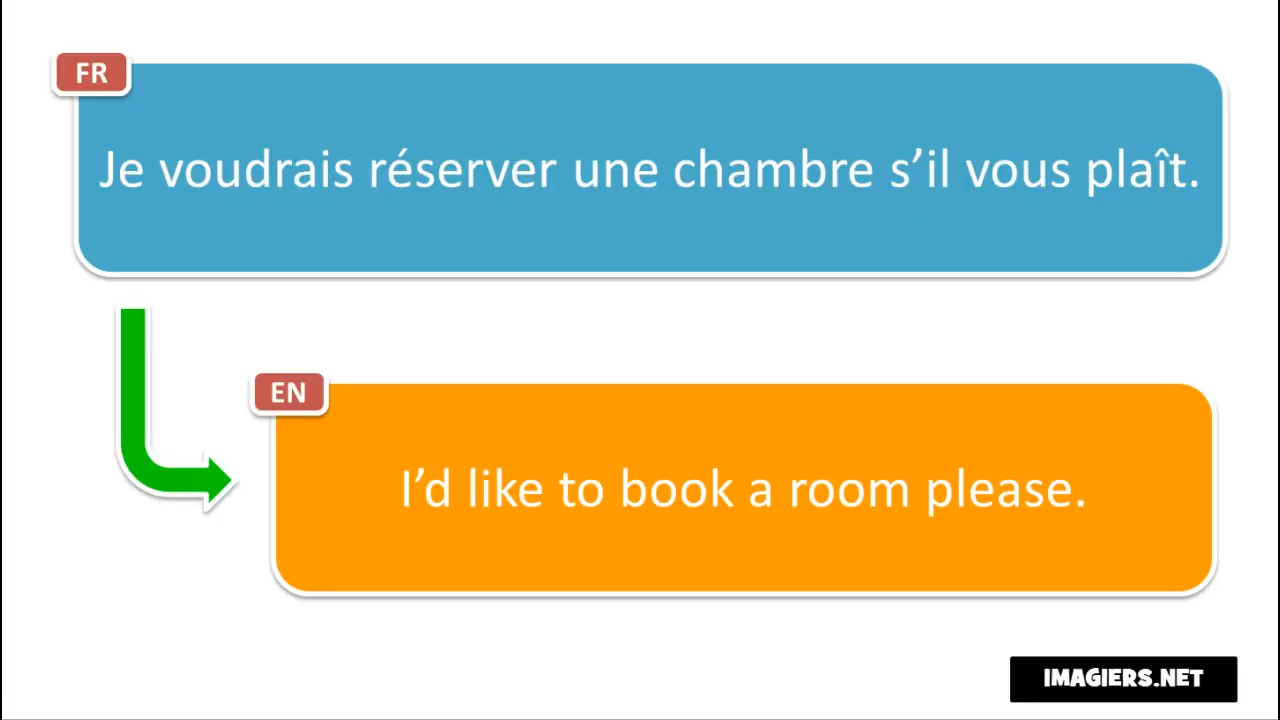 FR
Je voudrais réserver une chambre s’il vous plaît.
EN
I’d like to book a room please.
IMAGIERS.NET